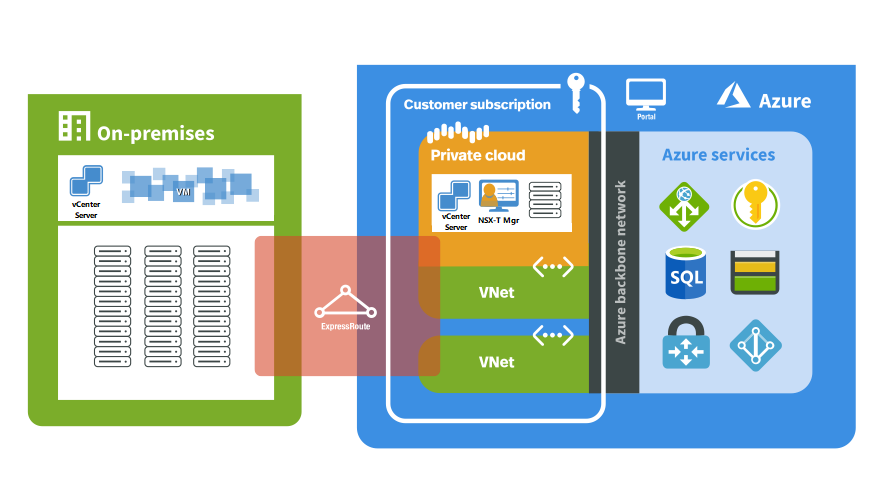 On-premises
vCenter
Server
VM
ExpressRoute
Customer subscription
Portal
Azure
Private cloud
vCenter
Server
NSX-T Mgr
VNet
VNet
Azure backbone network
Azure services
SQL